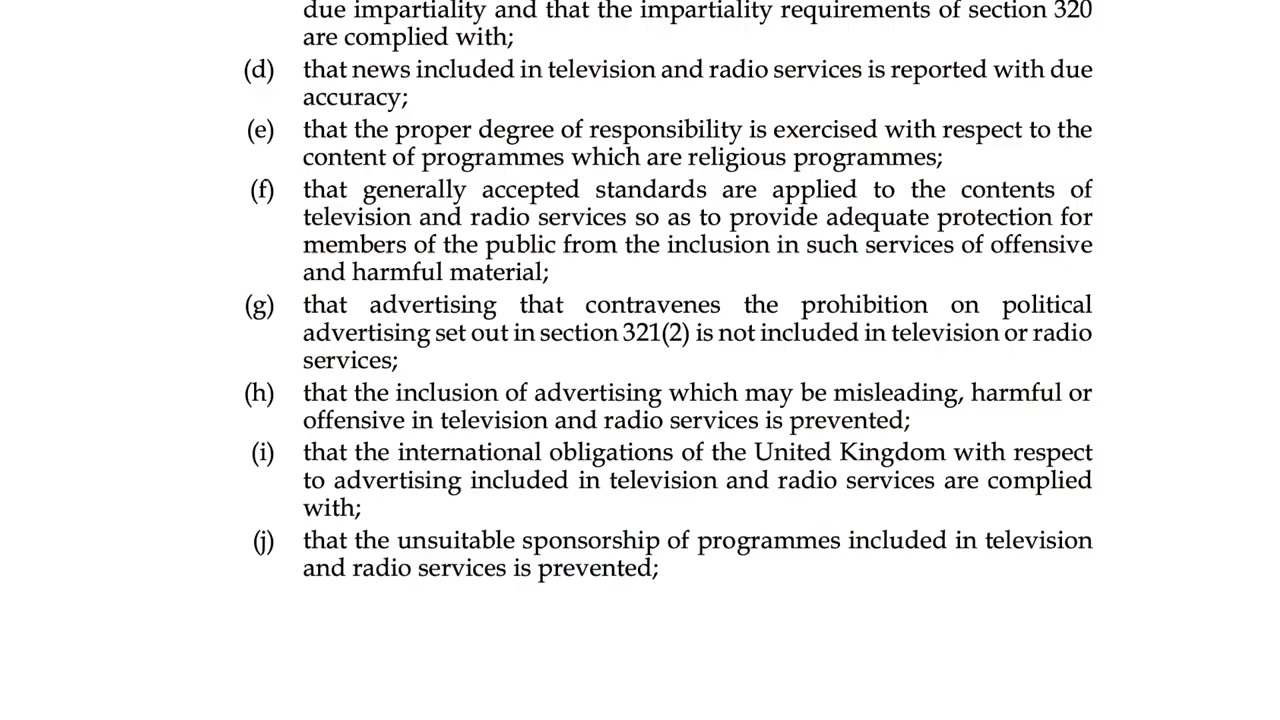 due impartiality and that the impartiality requirements of section 320
are complied with;
(d) that news included in television and radio services is reported with due
accuracy;
(e) that the proper degree of responsibility is exercised with respect to the
content of programmes which are religious programmes;
(f) that generally accepted standards are applied to the contents of
television and radio services so as to provide adequate protection for
members of the public from the inclusion in such services of offensive
and harmful material;
(g) that advertising that contravenes the prohibition on political
advertising set out in section 321(2) is not included in television or radio
services;
(h) that the inclusion of advertising which may be misleading, harmful or
offensive in television and radio services is prevented;
(i) that the international obligations of the United Kingdom with respect
to advertising included in television and radio services are complied
with;
(j) that the unsuitable sponsorship of programmes included in television
and radio services is prevented;